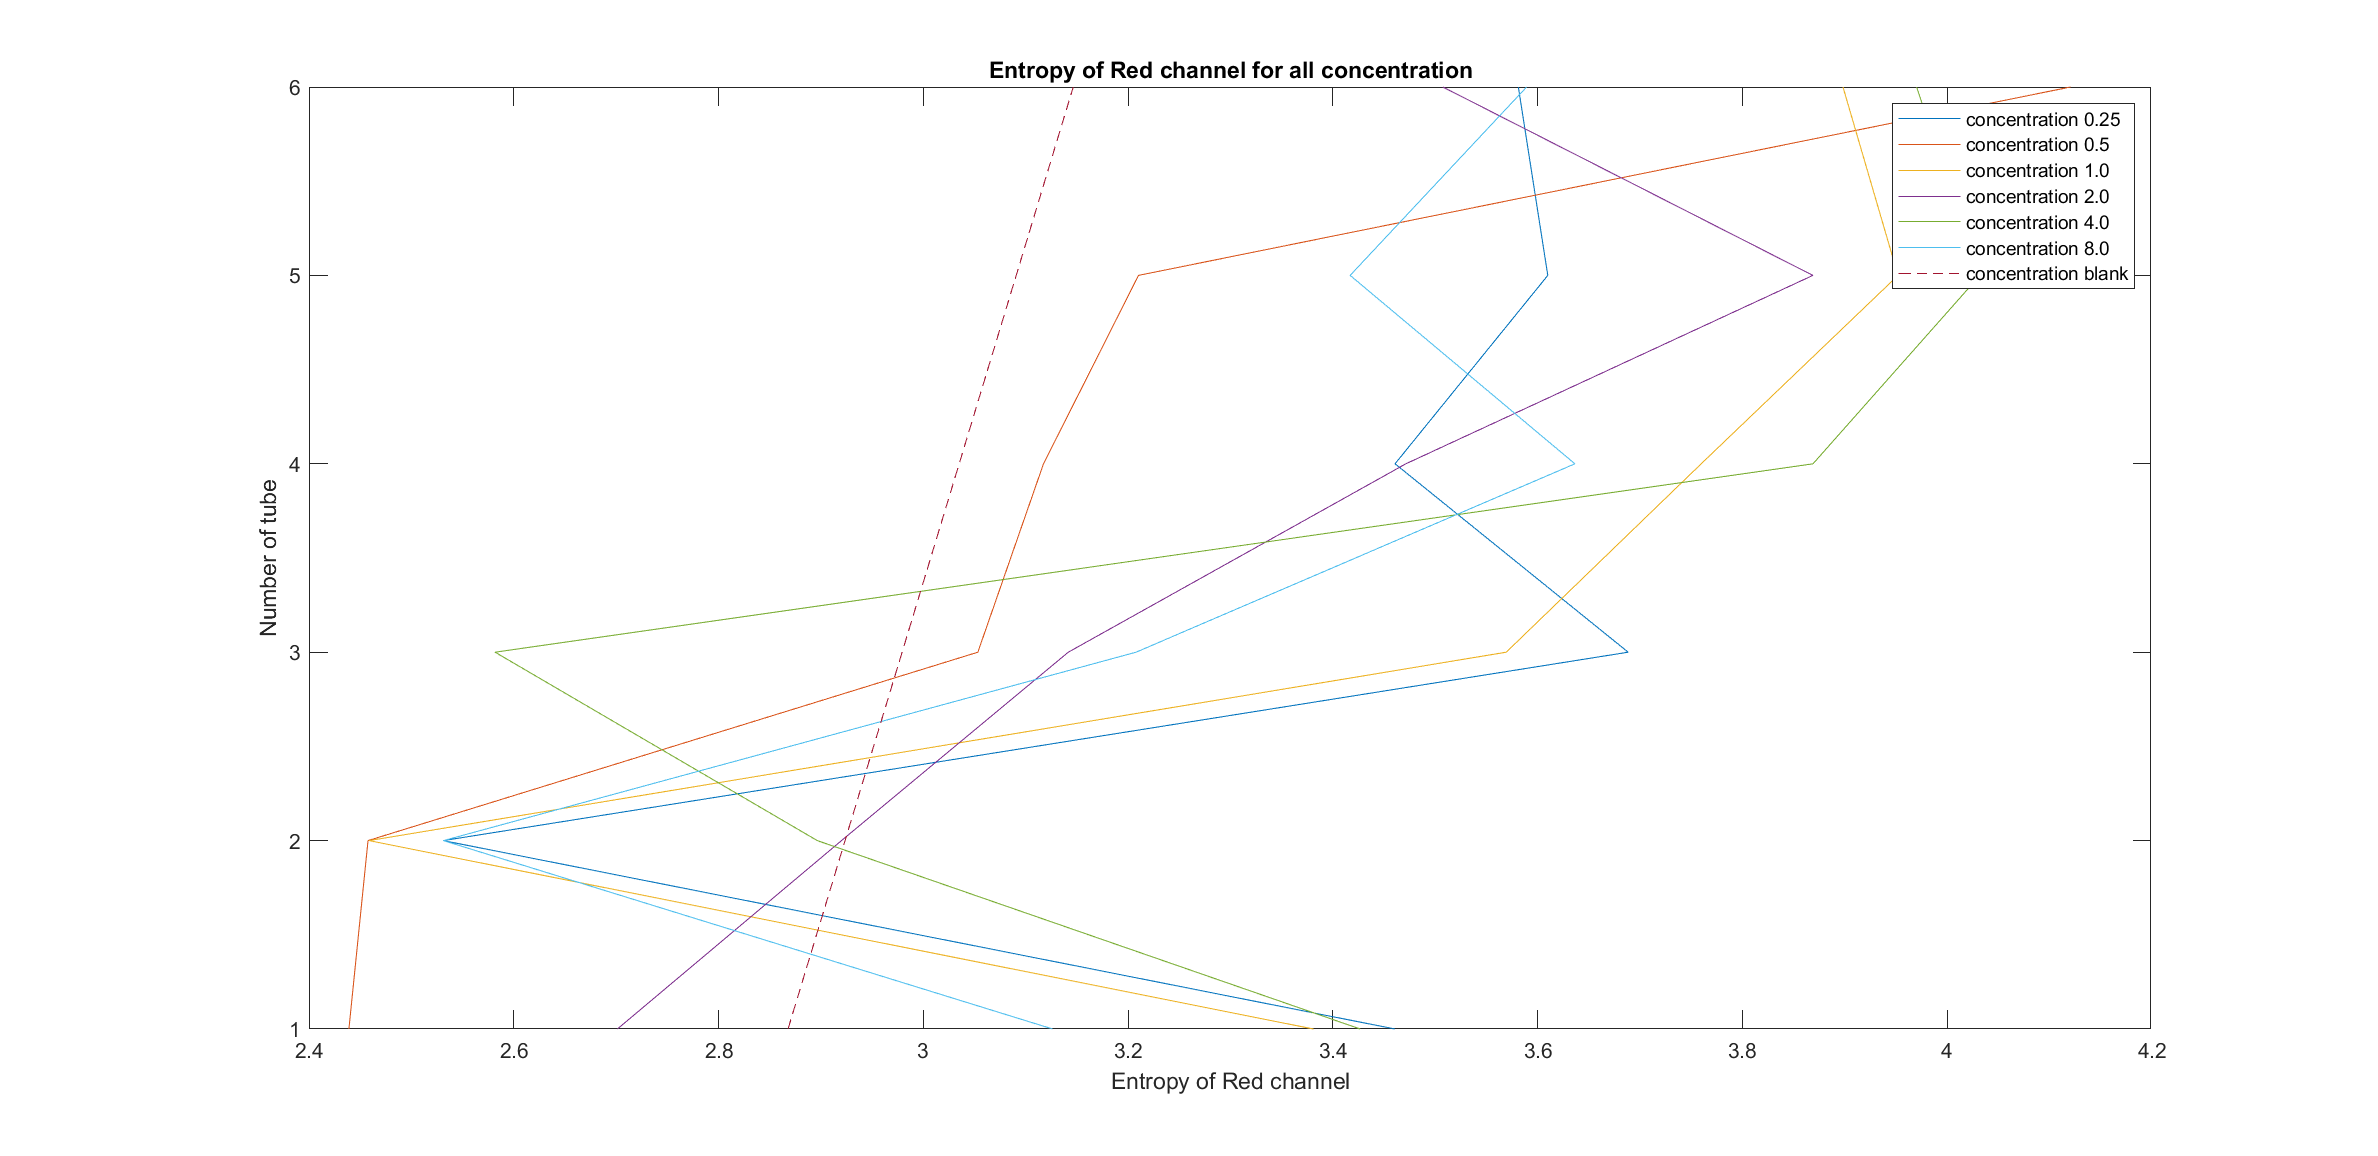 Entropy of Red channel for all concentration
6
5
4
3
2
1
Number of tube
concentration 0.25
concentration 0.5
concentration 1.0
concentration 2.0
concentration 4.0
concentration 8.0
concentration blank
2.4 2.6 2.8 3 3.2 3.4 3.6 3.8 4 4.2
Entropy of Red channel